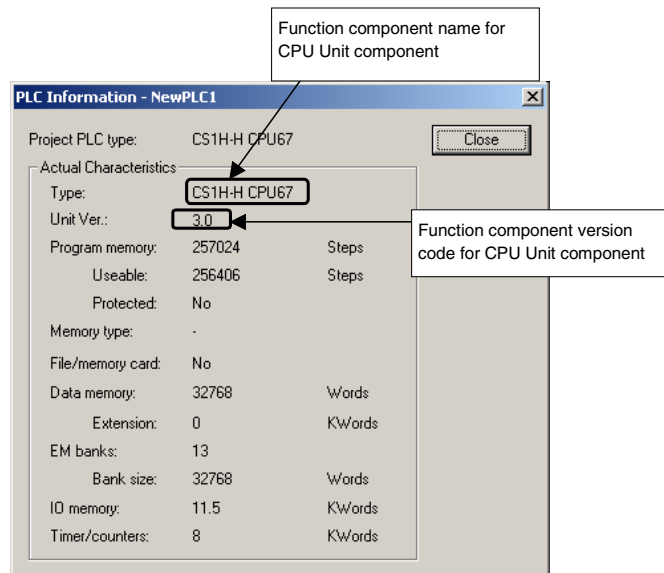 Function component name for
CPU Unit component
PLC Information - NewPLC1
Project PLC type: CS1H-H CPU67 Close
Actual Characteristics
Type: CS1H-H CPU67
Unit Ver.: 3.0
Function component version
code for CPU Unit component
Program memory: 257024 Steps
Useable: 256406 Steps
Protected: No
Memory type: -
File/memory card: No
Data memory: 32768 Words
Extension: 0 KWords
EM banks: 13
Bank size: 32768 Words
IO memory: 11.5 KWords
Timer/counters: 8 KWords